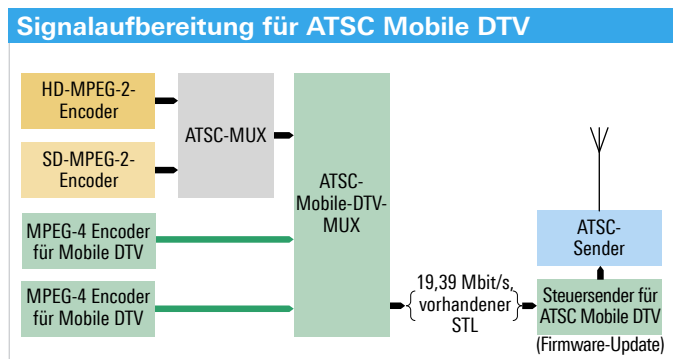 Signalaufbereitung für ATSC Mobile DTV
HD-MPEG-2-
Encoder
SD-MPEG-2-
Encoder
ATSC-MUX
MPEG-4 Encoder
für Mobile DTV
MPEG-4 Encoder
für Mobile DTV
ATSC-
Mobile-DTV-
MUX
19,39 Mbit/s,
vorhandener
STL
ATSC-
Sender
Steuersender für
ATSC Mobile DTV
(Firmware-Update)